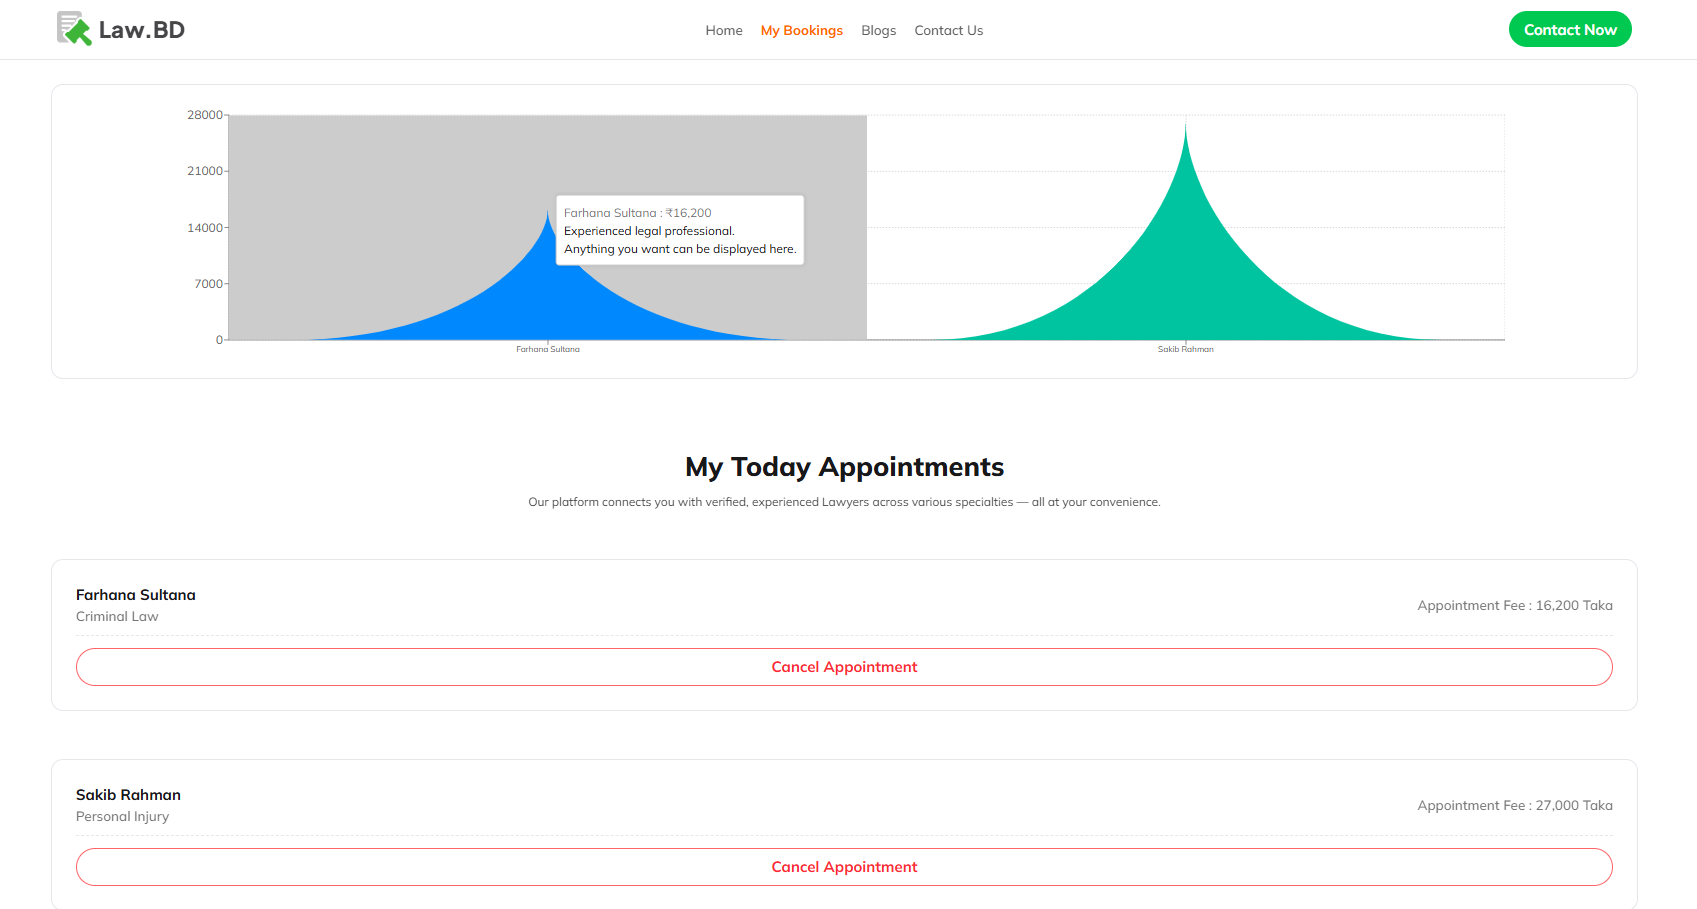 Law.BD
Home My Bookings Blogs Contact Us
Contact Now
28000
21000
14000
7000
0
Farhana Sultana : ₹16,200
Experienced legal professional.
Anything you want can be displayed here.
Farhana Sultana Sakib Rahman
My Today Appointments
Our platform connects you with verified, experienced Lawyers across various specialties — all at your convenience.
Farhana Sultana
Criminal Law
Appointment Fee : 16,200 Taka
Cancel Appointment
Sakib Rahman
Personal Injury
Appointment Fee : 27,000 Taka
Cancel Appointment